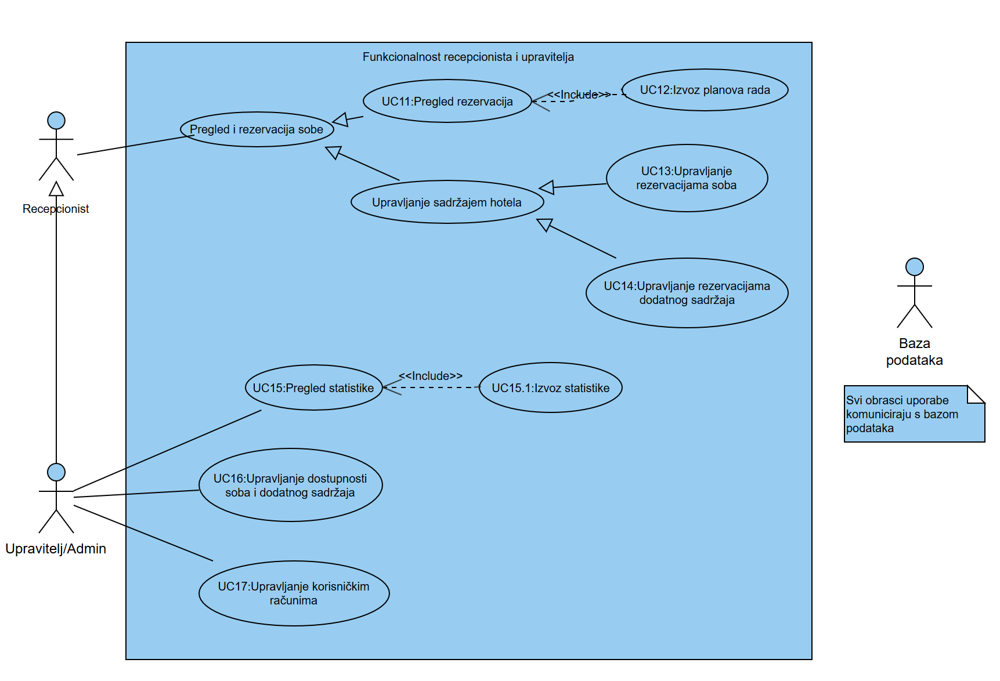 Funkcionalnost recepcionista i upravitelja
UC11:Pregled rezervacija
<<Include>>
UC12:Izvoz planova rada
Pregled i rezervacija sobe
UC13:Upravljanje
rezervacijama soba
Upravljanje sadržajem hotela
Recepcionist
UC14:Upravljanje rezervacijama
dodatnog sadržaja
Baza
podataka
UC15:Pregled statistike
<<Include>>
UC15.1:Izvoz statistike
Svi obrasci uporabe
komuniciraju s bazom
podataka
UC16:Upravljanje dostupnosti
soba i dodatnog sadržaja
Upravitelj/Admin
UC17:Upravljanje korisničkim
računima